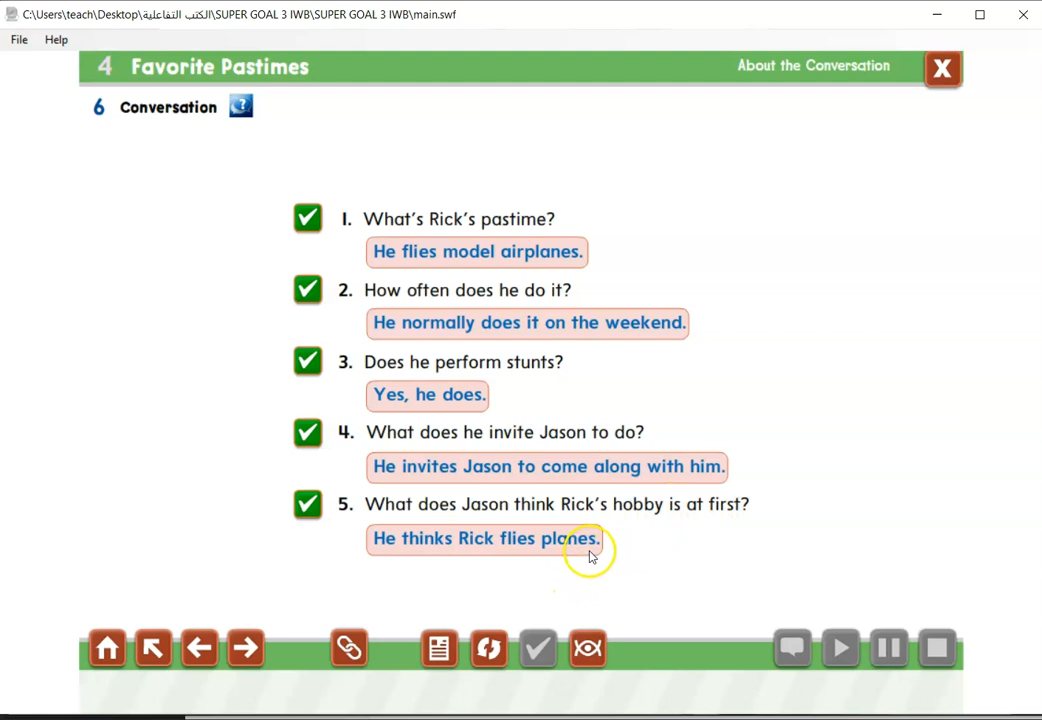 C:\Users\teach\Desktop\الكتب التفاعلية\SUPER GOAL 3 IWB\SUPER GOAL 3 IWB\main.swf
File Help
4 Favorite Pastimes
About the Conversation
X
6 Conversation ?
1. What's Rick's pastime?
He flies model airplanes.
2. How often does he do it?
He normally does it on the weekend.
3. Does he perform stunts?
Yes, he does.
4. What does he invite Jason to do?
He invites Jason to come along with him.
5. What does Jason think Rick's hobby is at first?
He thinks Rick flies planes.